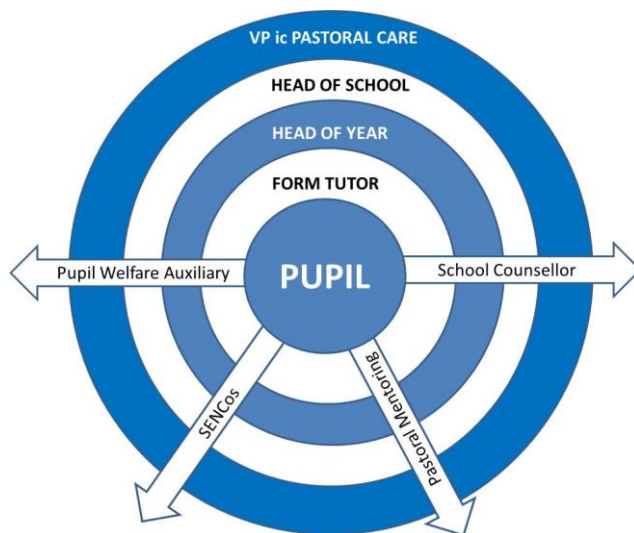 VP ic PASTORAL CARE
HEAD OF SCHOOL
HEAD OF YEAR
FORM TUTOR
PUPIL
Pupil Welfare Auxiliary
School Counsellor
SENCos
Pastoral Mentoring